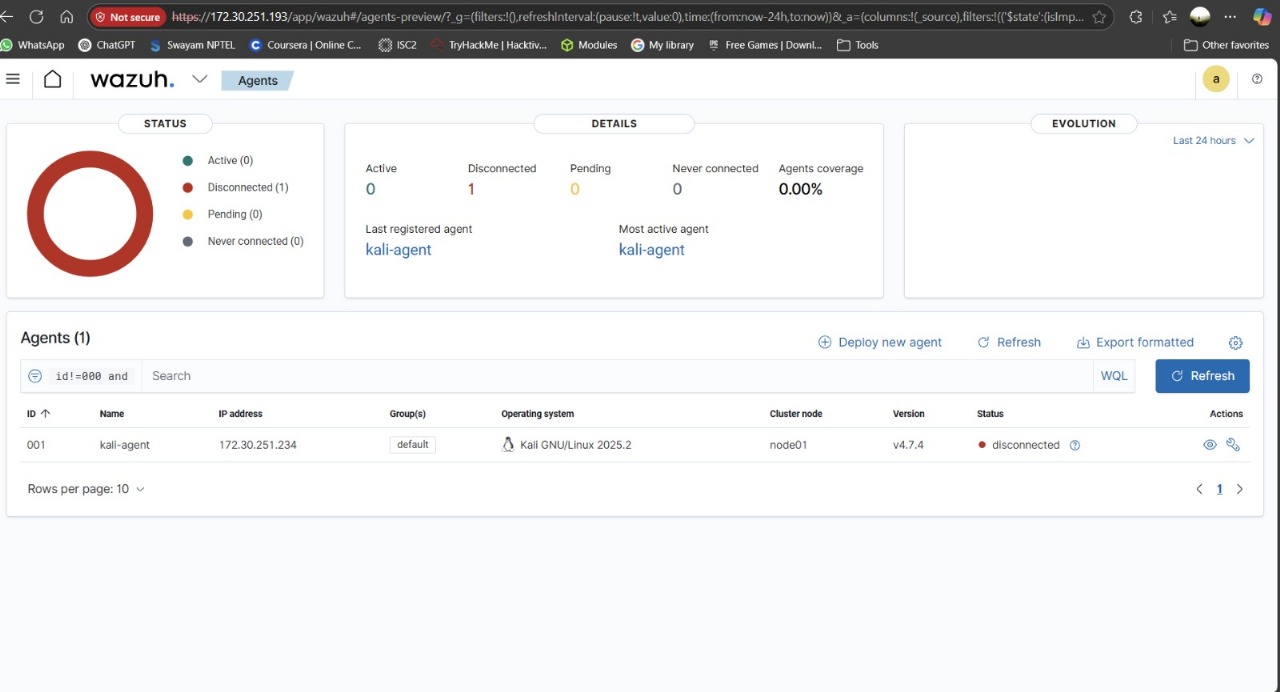 Not secure https://172.30.251.193/app/wazuh#/agents-preview/?_g=(filters:!(),refreshInterval:(pause:!t,value:0),time:(from:now-24h,to:now))&_a=(columns:!(_source),filters:!(('$state':(isImp...
WhatsApp ChatGPT Swayam NPTEL Coursera | Online C... ISC2 TryHackMe | Hacktiv... Modules My library Free Games | Downl... Tools Other favorites
wazuh. Agents a
STATUS
Active (0)
Disconnected (1)
Pending (0)
Never connected (0)
DETAILS
Active Disconnected Pending Never connected Agents coverage
0 1 0 0 0.00%
Last registered agent Most active agent
kali-agent kali-agent
EVOLUTION
Last 24 hours
Agents (1)
Deploy new agent Refresh Export formatted
id!=000 and Search WQL Refresh
ID Name IP address Group(s) Operating system Cluster node Version Status Actions
001 kali-agent 172.30.251.234 default Kali GNU/Linux 2025.2 node01 v4.7.4 disconnected
Rows per page: 10 1